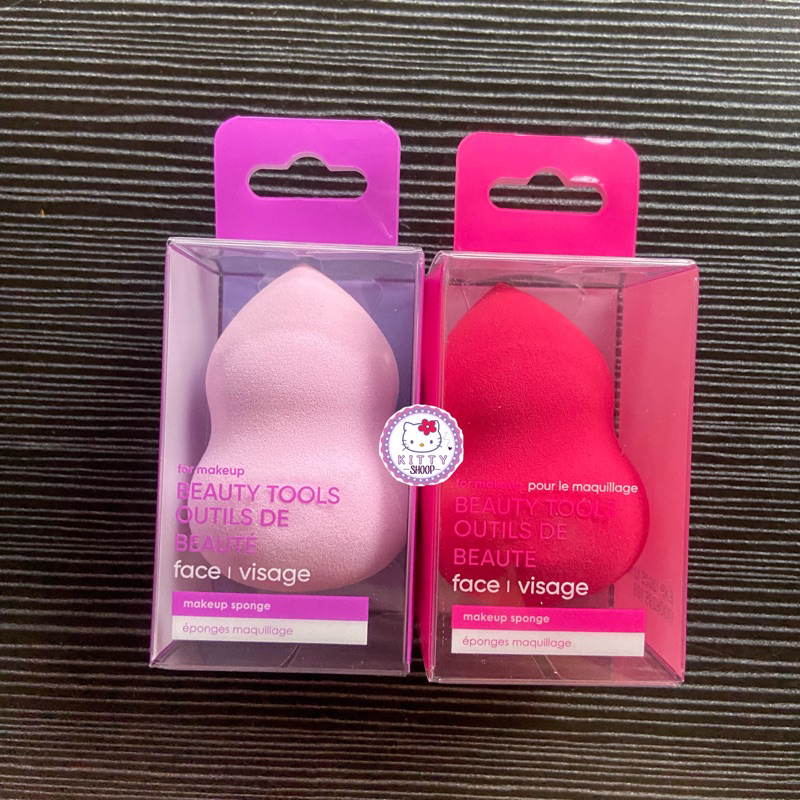 for makeup
BEAUTY TOOLS
OUTILS DE
BEAUTÉ
face | visage
makeup sponge
éponges maquillage
KITTY
SHOOP
for makeup pour le maquillage
BEAUTY TOOLS
OUTILS DE
BEAUTÉ
face | visage
makeup sponge
éponges maquillage